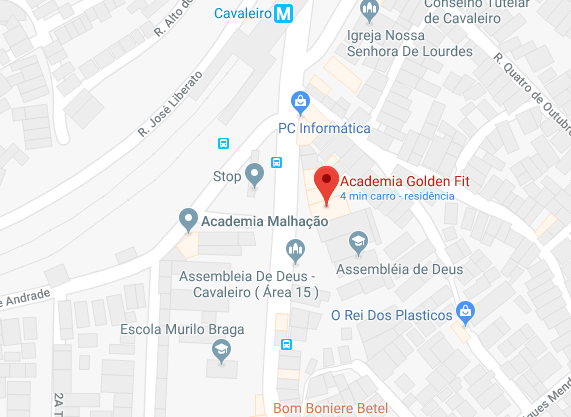 Conselho Tutelar
de Cavaleiro
Cavaleiro M
R. Alto do
Igreja Nossa
Senhora De Lourdes
R. José Liberato
R. Quatro de Outubro
PC Informática
Stop
Academia Golden Fit
4 min carro - residência
Academia Malhação
Assembleia De Deus -
Cavaleiro ( Área 15 )
Assembléia de Deus
e Andrade
O Rei Dos Plasticos
Escola Murilo Braga
2A T
Bom Boniere Betel
igues Mend